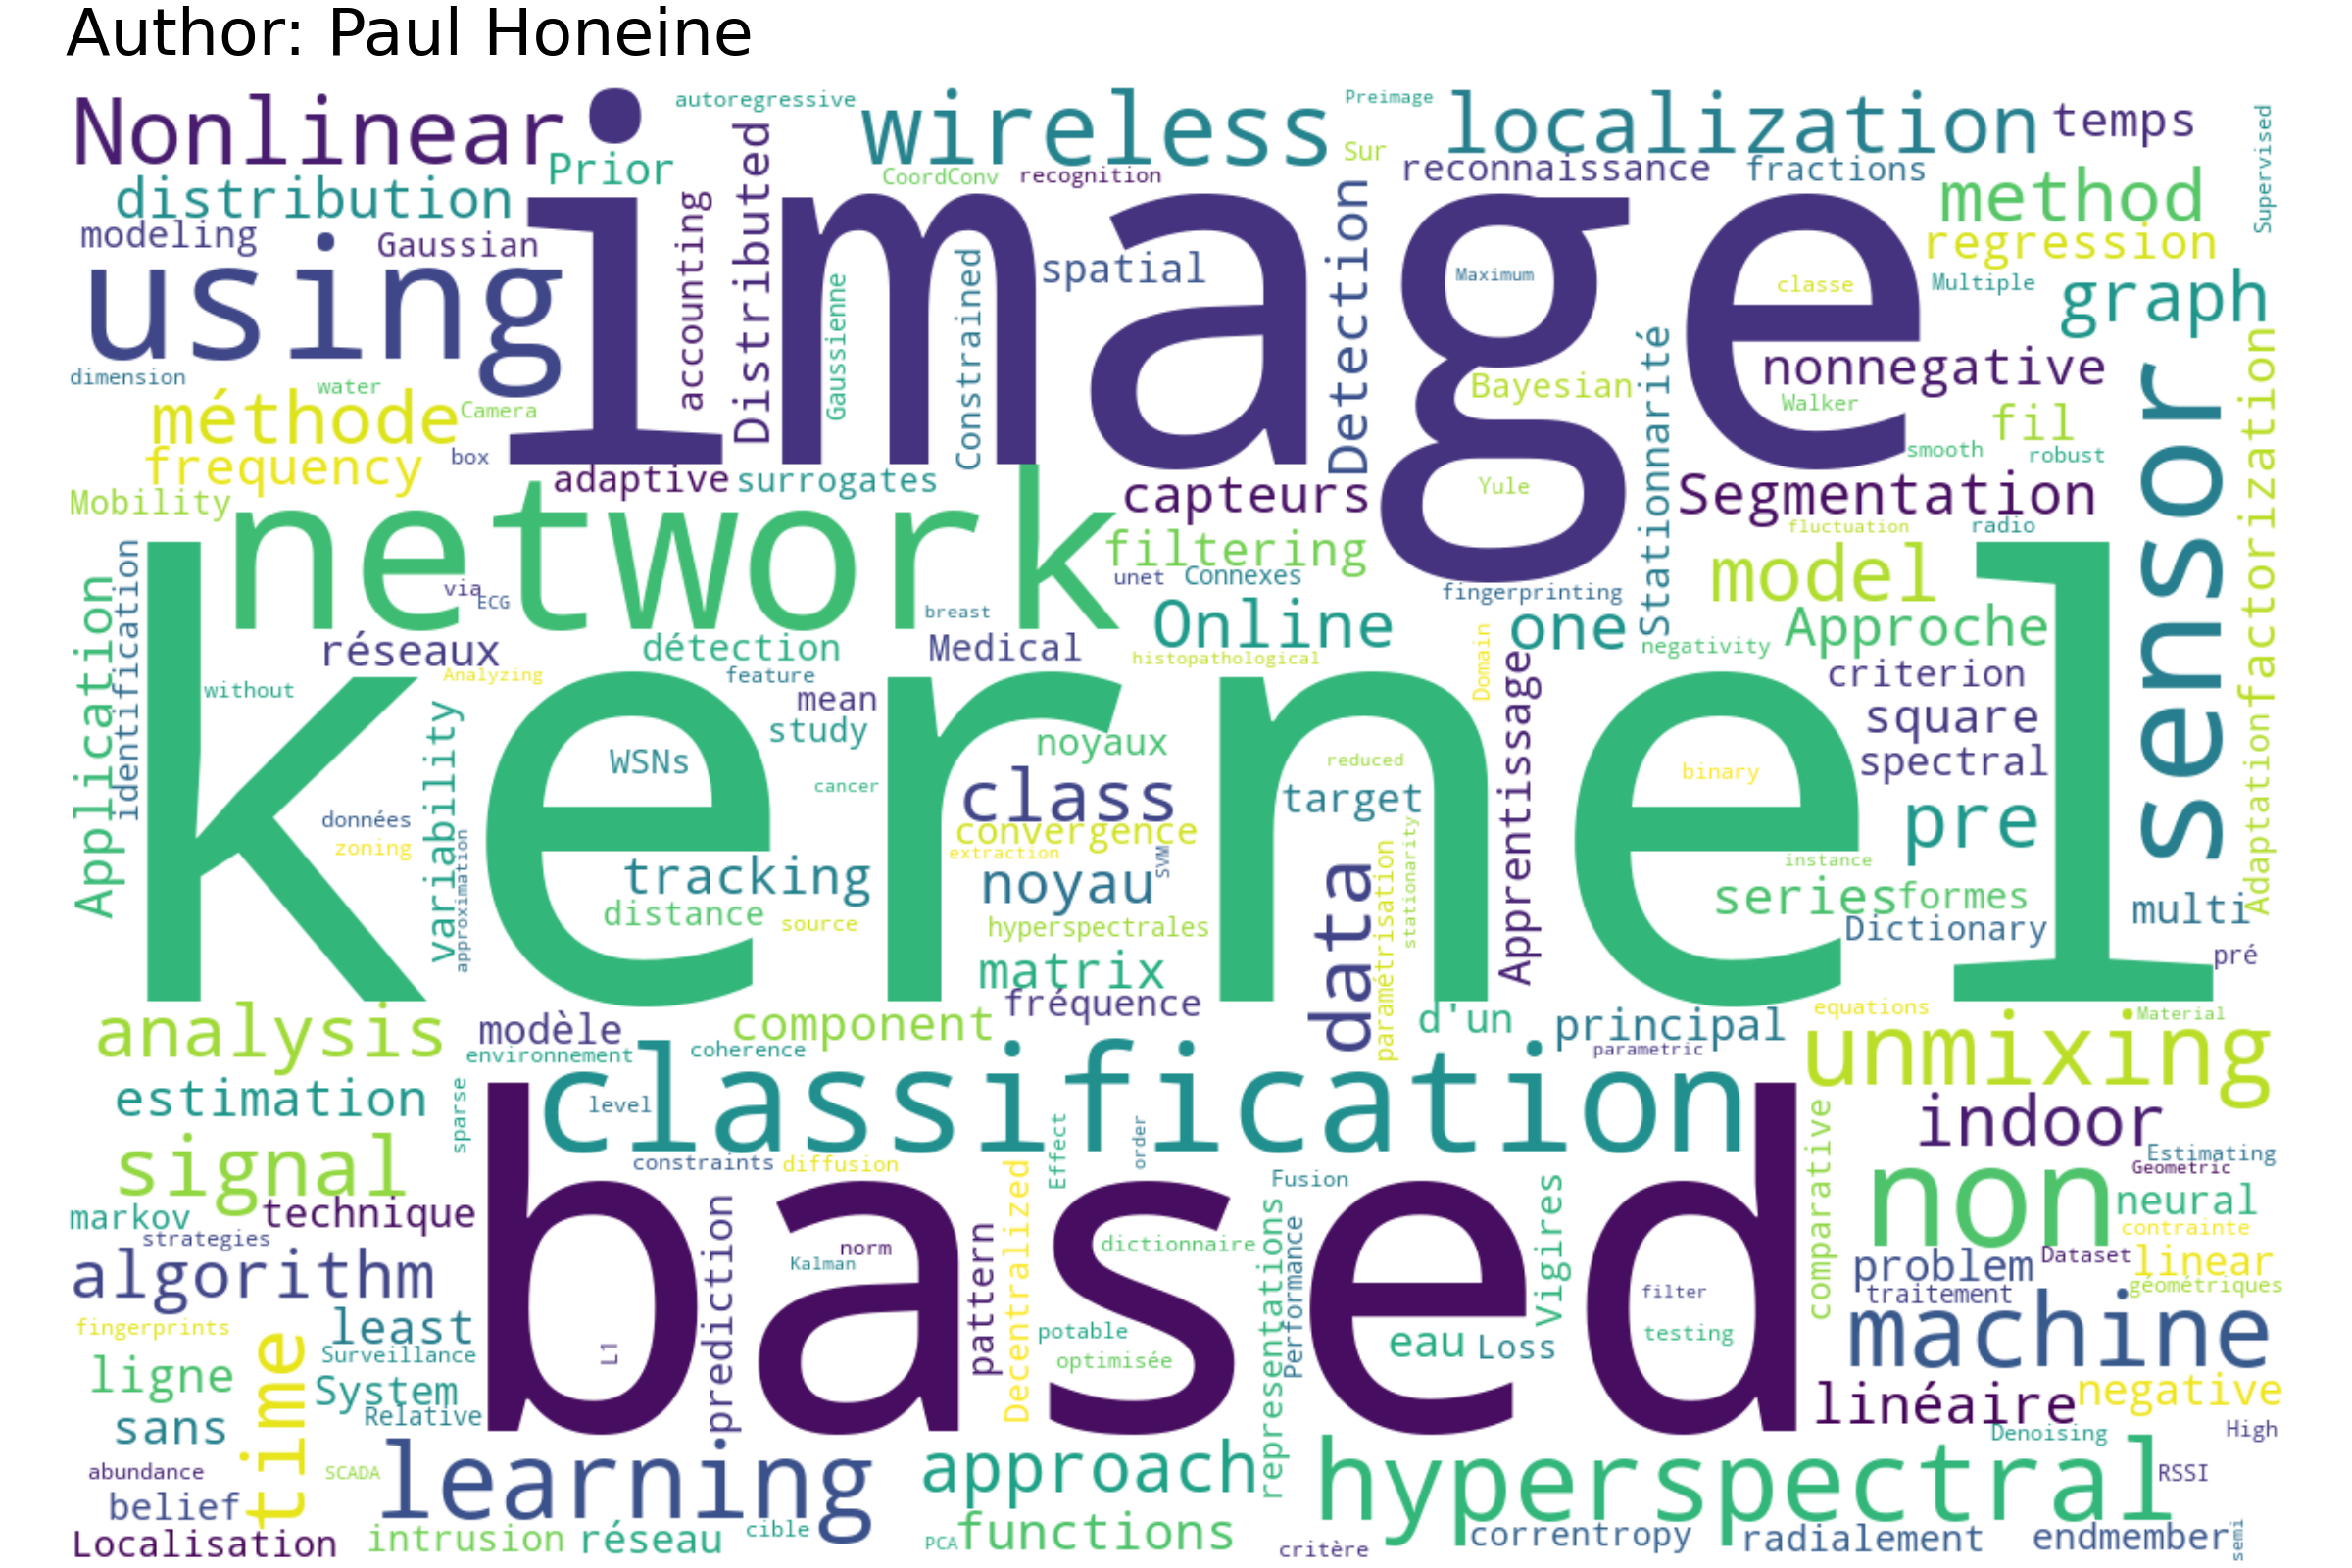 Author: Paul Honeine
Nonlinear
autoregressive
wireless
Preimage
localization
temps
Supervised
Prior
CoordConv
recognition
Sur
reconnaissance
fractions
distribution
accounting
Distributed
image
Detection
method
modeling
Gaussian
Gaussienne
Constrained
spatial
Maximum
classe
regression
Multiple
using
graph
dimension
water
Stationnarité
nonnegative
sensor
factorization
méthode
Camera
Bayesian
Walker
fil
frequency
box
smooth
robust
adaptive
surrogates
capteurs
Yule
Segmentation
Mobility
network
filtering
fluctuation
radio
Application
identification
via
ECG
unet
Connexes
model
breast
fingerprinting
Online
one
Approche
réseaux
détection
Medical
histopathological
Domain
negativity
Analyzing
feature
Apprentissage
criterion
without
kernel
mean
study
variability
square
WSNs
noyaux
reduced
binary
spectral
Adaptation
cancer
class
target
données
convergence
pre
zoning
approximation
extraction
SVM
paramétrisation
stationarity
instance
tracking
noyau
data
series
formes
distance
source
hyperspectrales
Dictionary
multi
matrix
pré
fréquence
analysis
modèle
component
d'un
principal
equations
Material
environnement
coherence
parametric
unmixing
estimation
sparse
level
classification
comparative
indoor
signal
constraints
diffusion
Decentralized
Effect
order
Fusion
Vigires
Estimating
Geometric
non
markov
technique
based
neural
strategies
prediction
Kalman
norm
pattern
dictionnaire
representations
Performance
contrainte
algorithm
problem
Dataset
linear
filter
traitement
géométriques
fingerprints
time
least
L1
potable
eau
Loss
testing
machine
Surveillance
optimisée
ligne
System
linéaire
negative
sans
Relative
Denoising
High
abundance
SCADA
learning
approach
hyperspectral
RSSI
belief
Localisation
intrusion
réseau
cible
PCA
functions
critère
correntropy
radialement
endmember
semi